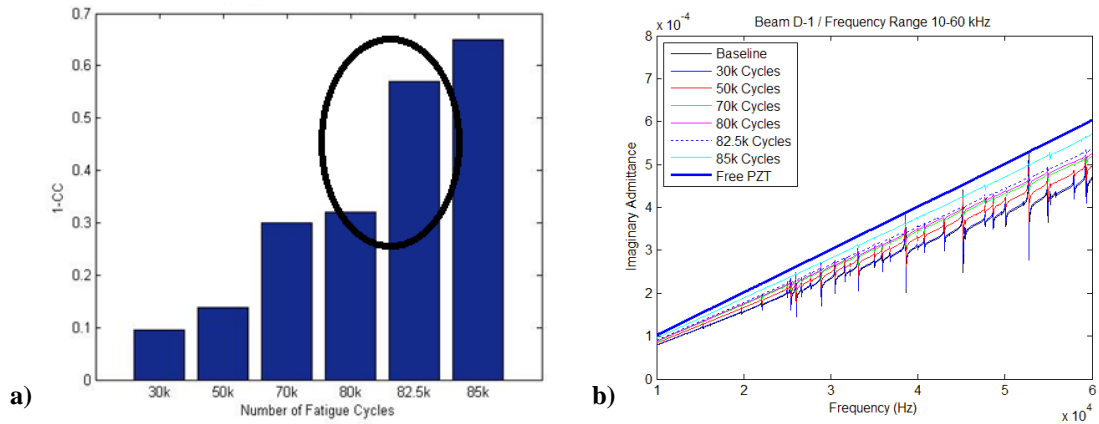 0.7
0.6
0.5
0.4
0.3
0.2
0.1
0
1-CC
30k 50k 70k 80k 82.5k 85k
Number of Fatigue Cycles
a)
Beam D-1 / Frequency Range 10-60 kHz
x 10⁻⁴
8
7
6
5
4
3
2
1
0
Imaginary Admittance
Baseline
30k Cycles
50k Cycles
70k Cycles
80k Cycles
82.5k Cycles
85k Cycles
Free PZT
1 2 3 4 5 6
Frequency (Hz)
x 10⁴
b)